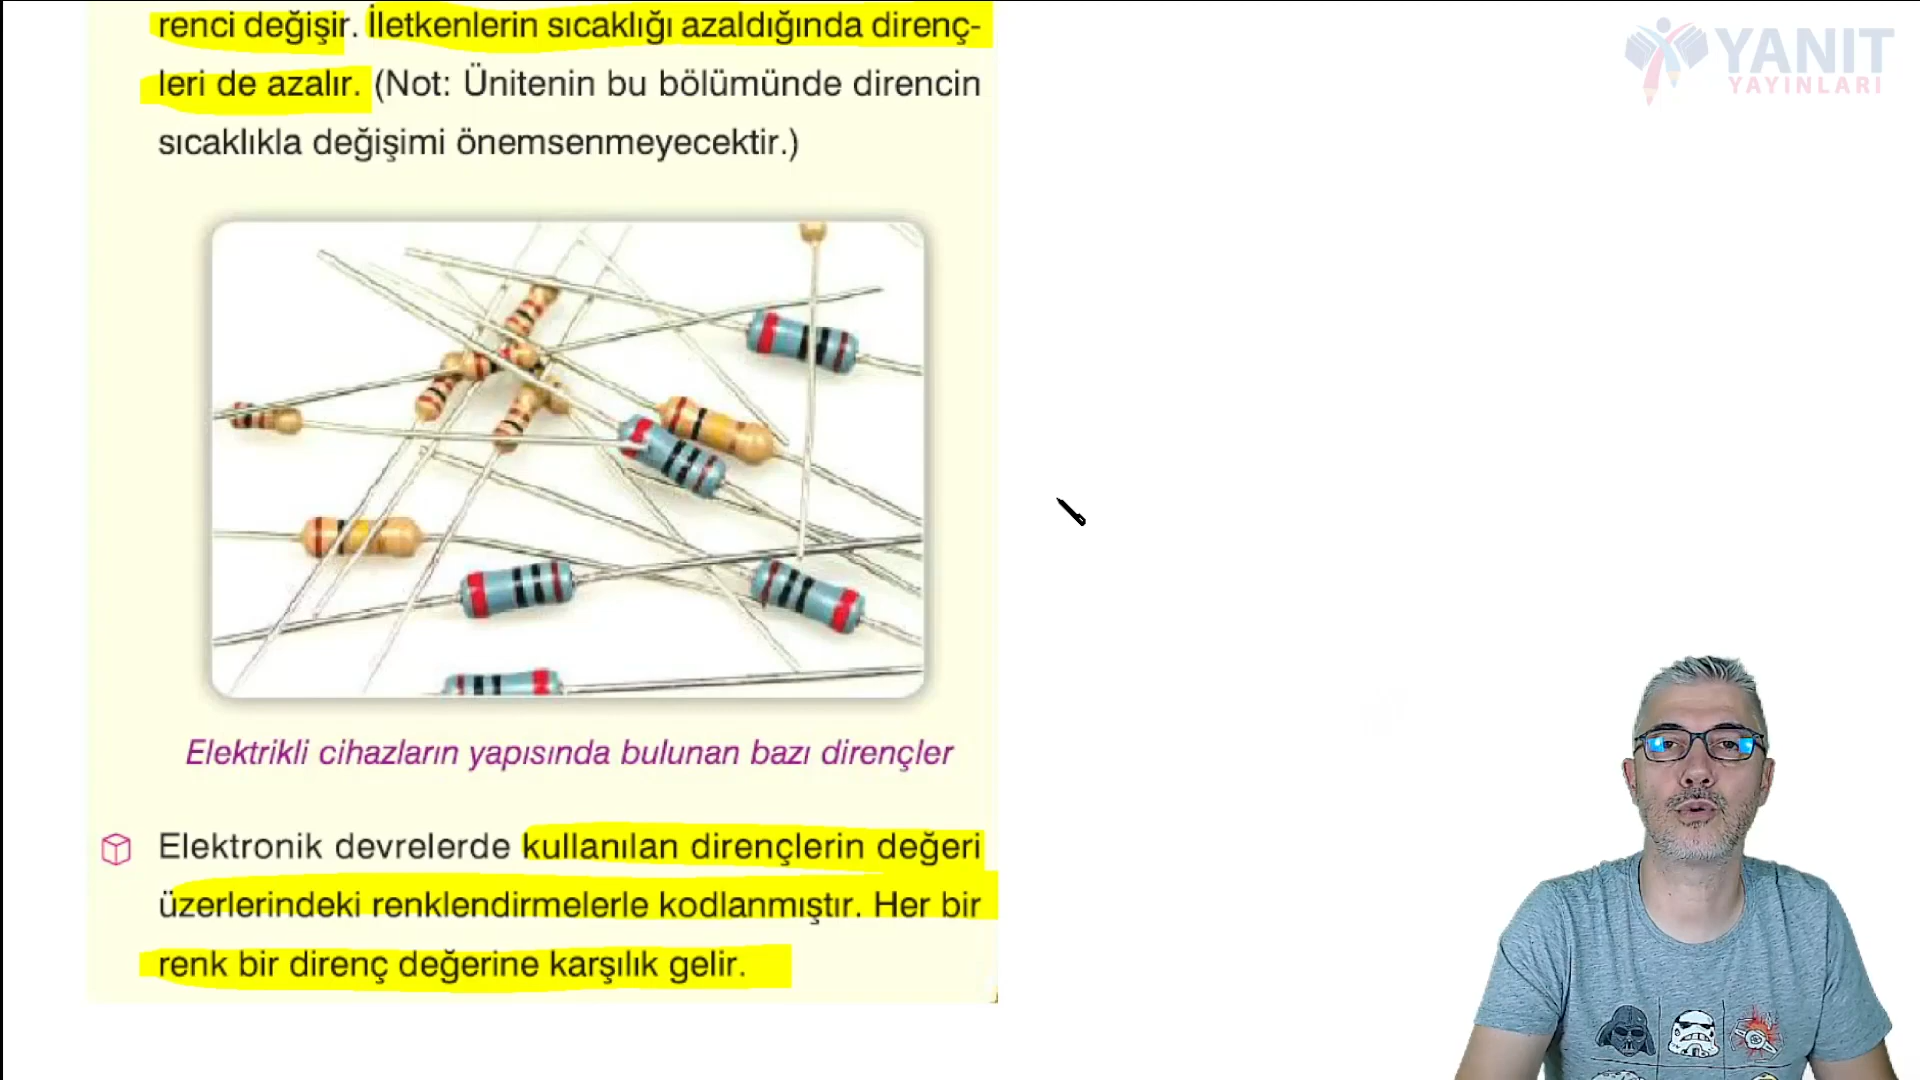 renci değişir. İletkenlerin sıcaklığı azaldığında direnç-
leri de azalır. (Not: Ünitenin bu bölümünde direncin
sıcaklıkla değişimi önemsenmeyecektir.)
Elektrikli cihazların yapısında bulunan bazı dirençler
Elektronik devrelerde kullanılan dirençlerin değeri
üzerlerindeki renklendirmelerle kodlanmıştır. Her bir
renk bir direnç değerine karşılık gelir.
YANIT
YAYINLARI